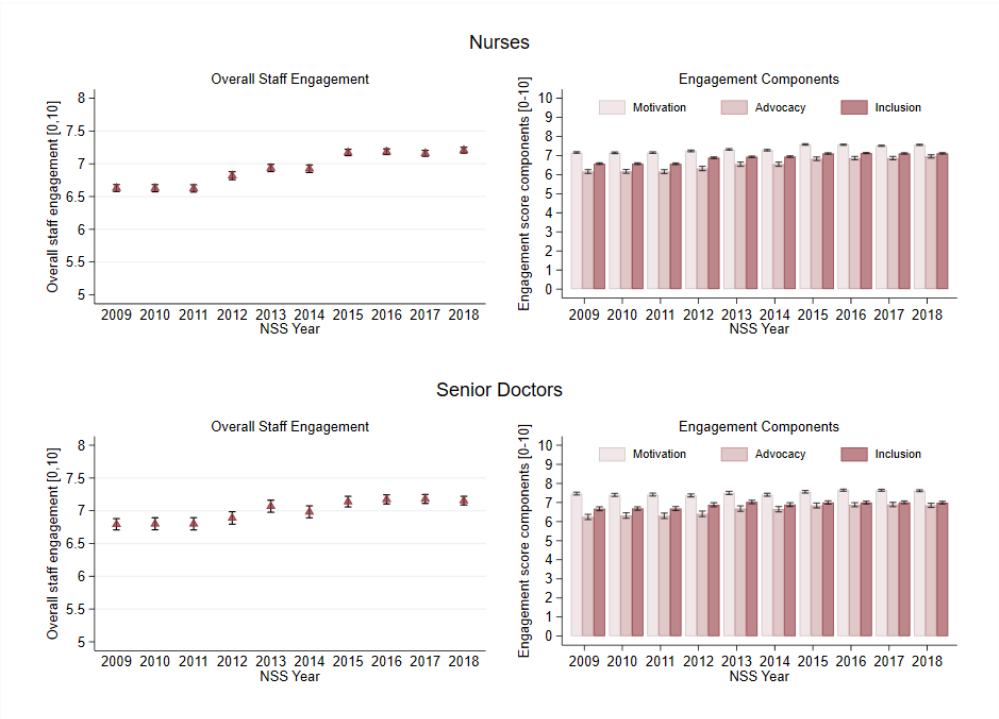 Nurses
Overall Staff Engagement
Overall staff engagement [0,10]
8
7.5
7
6.5
6
5.5
5
2009 2010 2011 2012 2013 2014 2015 2016 2017 2018
NSS Year
Engagement Components
Engagement score components [0-10]
Motivation Advocacy Inclusion
10
9
8
7
6
5
4
3
2
1
0
2009 2010 2011 2012 2013 2014 2015 2016 2017 2018
NSS Year
Senior Doctors
Overall Staff Engagement
Overall staff engagement [0,10]
8
7.5
7
6.5
6
5.5
5
2009 2010 2011 2012 2013 2014 2015 2016 2017 2018
NSS Year
Engagement Components
Engagement score components [0-10]
Motivation Advocacy Inclusion
10
9
8
7
6
5
4
3
2
1
0
2009 2010 2011 2012 2013 2014 2015 2016 2017 2018
NSS Year